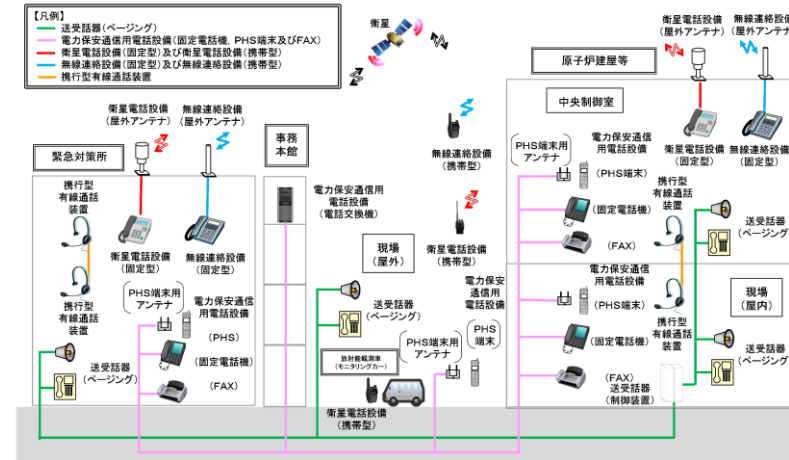 【凡例】
送受話器(ページング)
電力保安通信用電話設備(固定電話機, PHS端末及びFAX)
衛星電話設備(固定型)及び衛星電話設備(携帯型)
無線連絡設備(固定型)及び無線連絡設備(携帯型)
携行型有線通話装置
衛星
衛星電話設備
(屋外アンテナ)
無線連絡設備
(屋外アンテナ)
原子炉建屋等
中央制御室
衛星電話設備
(屋外アンテナ)
無線連絡設備
(屋外アンテナ)
緊急対策所
事務
本館
無線連絡設備
(携帯型)
PHS端末用
アンテナ
電力保安通信
用電話設備
(PHS端末)
(固定電話機)
(FAX)
衛星電話設備
(固定型)
無線連絡設備
(固定型)
携行型
有線通話
装置
携行型
有線通話
装置
電力保安通信用
電話設備
(電話交換機)
送受話器
(ページング)
衛星電話設備
(固定型)
無線連絡設備
(固定型)
現場
(屋外)
衛星電話設備
(携帯型)
携行型
有線通話
装置
PHS端末用
アンテナ
電力保安通信
用電話設備
(PHS)
(固定電話機)
(FAX)
送受話器
(ページング)
送受話器
(ページング)
電力保安
通信用
電話設備
PHS端末用
アンテナ
PHS
端末
放射能観測車
(モニタリングカー)
衛星電話設備
(携帯型)
PHS端末用
アンテナ
電力保安通信
用電話設備
(PHS端末)
(固定電話機)
(FAX)
携行型
有線通話
装置
現場
(屋内)
送受話器
(ページング)
送受話器
(制御装置)